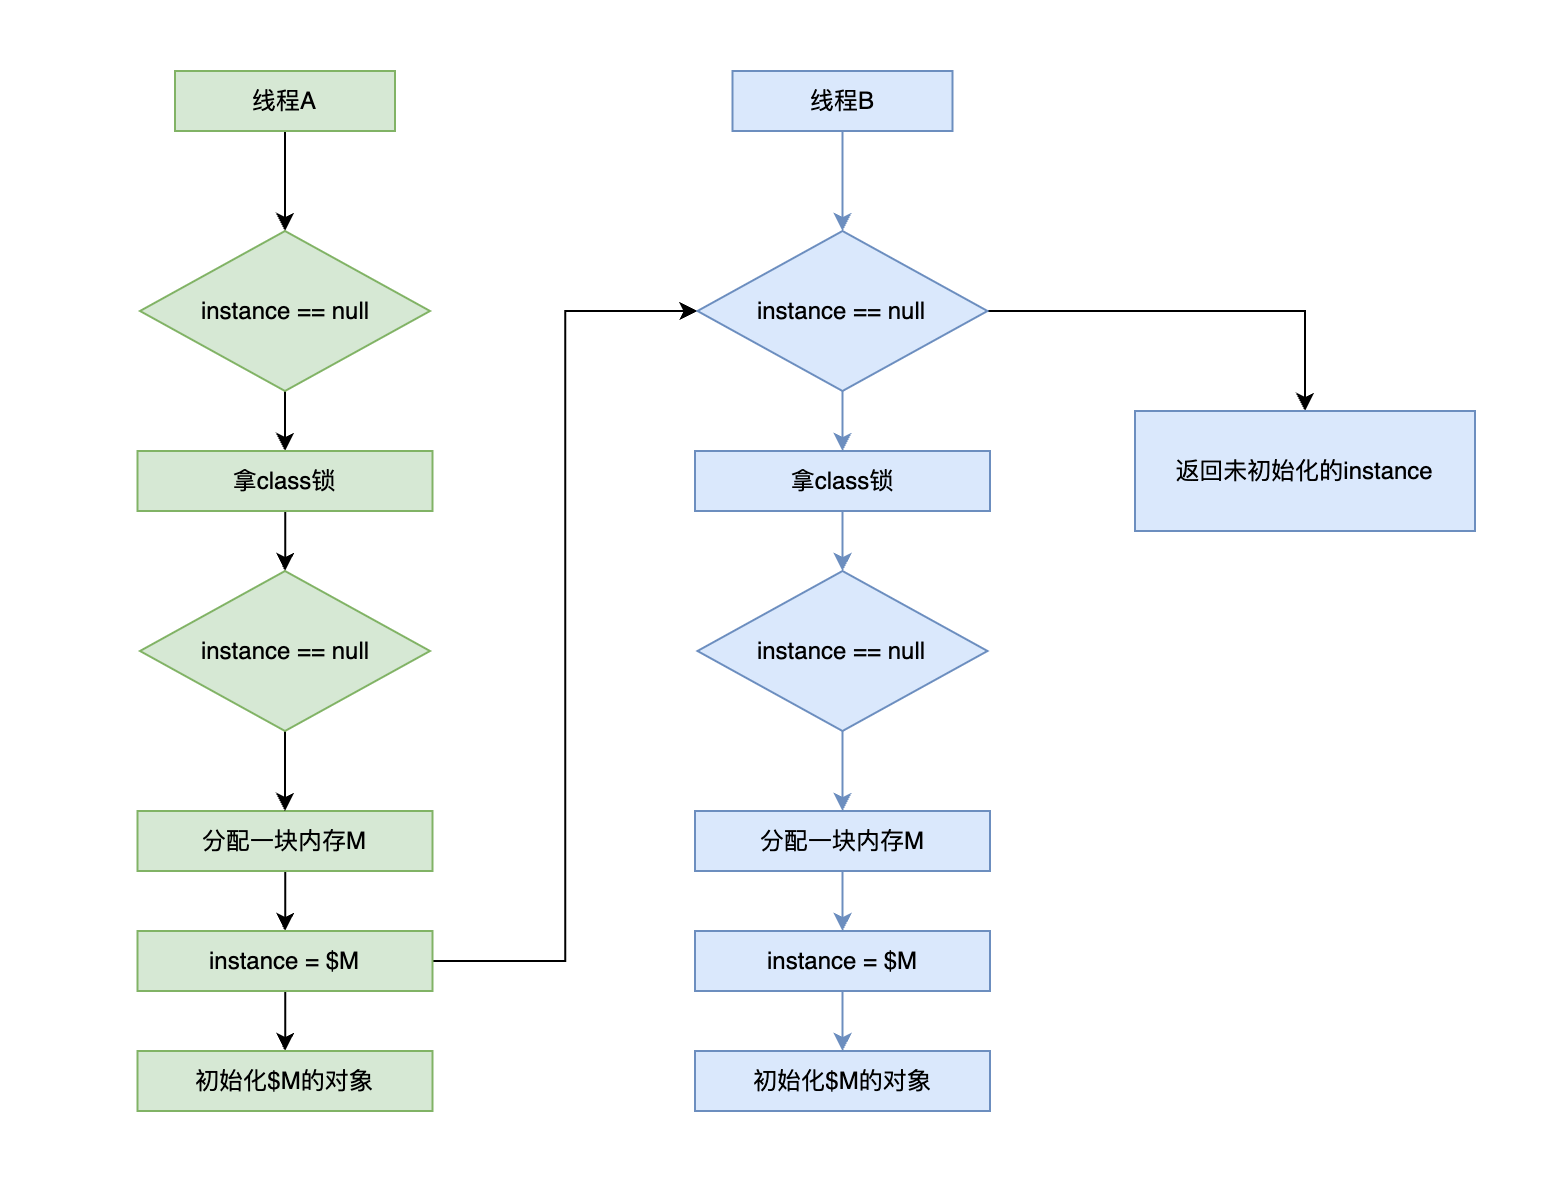 线程A
instance == null
拿class锁
instance == null
分配一块内存M
instance = $M
初始化$M的对象
线程B
instance == null
拿class锁
instance == null
分配一块内存M
instance = $M
初始化$M的对象
返回未初始化的instance